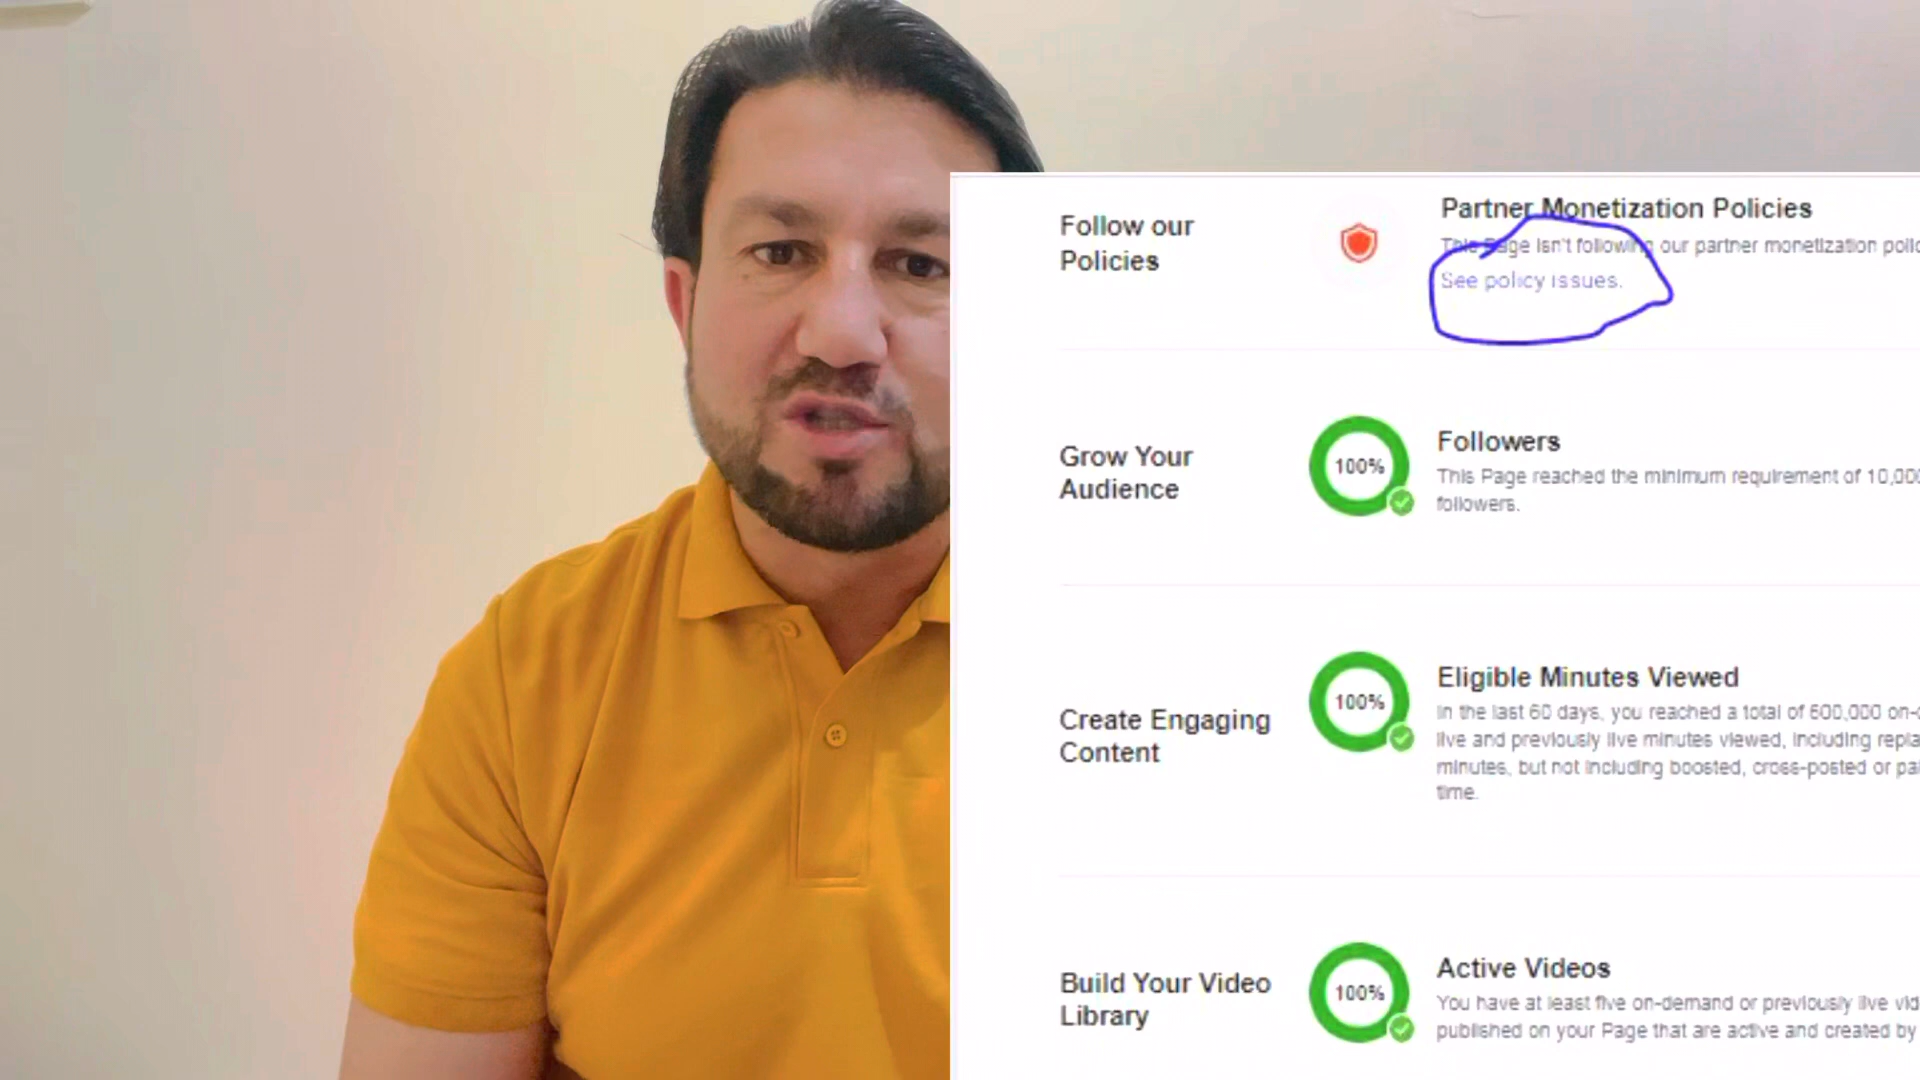 Follow our
Policies
Partner Monetization Policies
This Page isn't following our partner monetization
See policy issues.
Grow Your
Audience
100%
Followers
This Page reached the minimum requirement of
followers.
Create Engaging
Content
100%
Eligible Minutes Viewed
In the last 60 days, you reached a total of 600,000
live and previously live minutes viewed, including
minutes, but not including boosted, cross-posted or
time.
Build Your Video
Library
100%
Active Videos
You have at least five on-demand or previously live
published on your Page that are active and created by